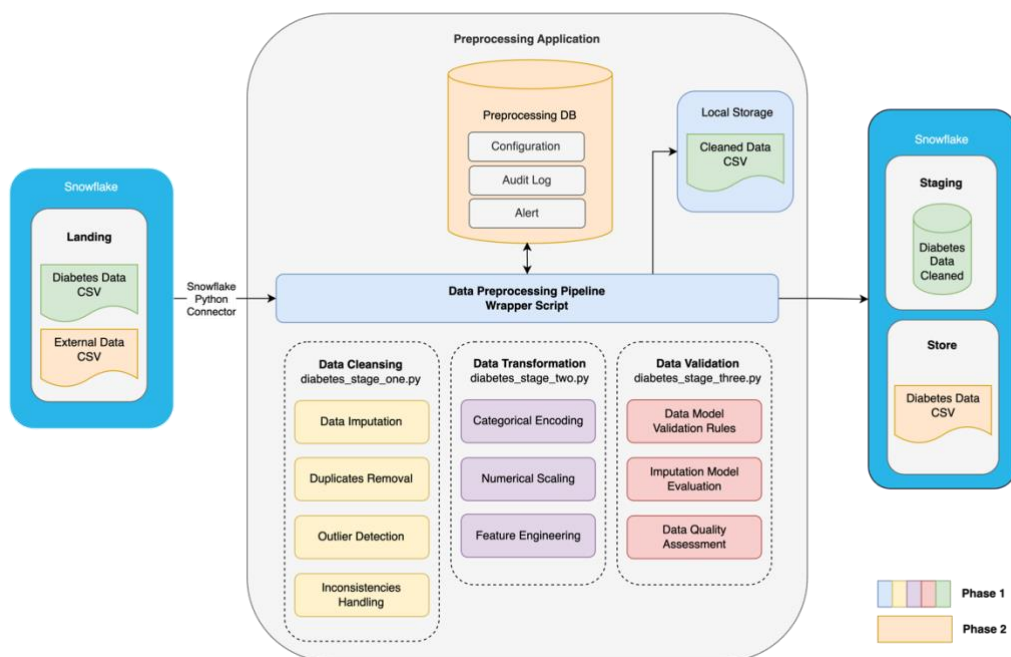 Preprocessing Application
Preprocessing DB
Configuration
Audit Log
Alert
Local Storage
Cleaned Data
CSV
Snowflake
Landing
Diabetes Data
CSV
External Data
CSV
Snowflake
Python
Connector
Data Preprocessing Pipeline
Wrapper Script
Snowflake
Staging
Diabetes
Data
Cleaned
Store
Diabetes Data
CSV
Data Cleansing
diabetes_stage_one.py
Data Imputation
Duplicates Removal
Outlier Detection
Inconsistencies
Handling
Data Transformation
diabetes_stage_two.py
Categorical Encoding
Numerical Scaling
Feature Engineering
Data Validation
diabetes_stage_three.py
Data Model
Validation Rules
Imputation Model
Evaluation
Data Quality
Assessment
Phase 1
Phase 2